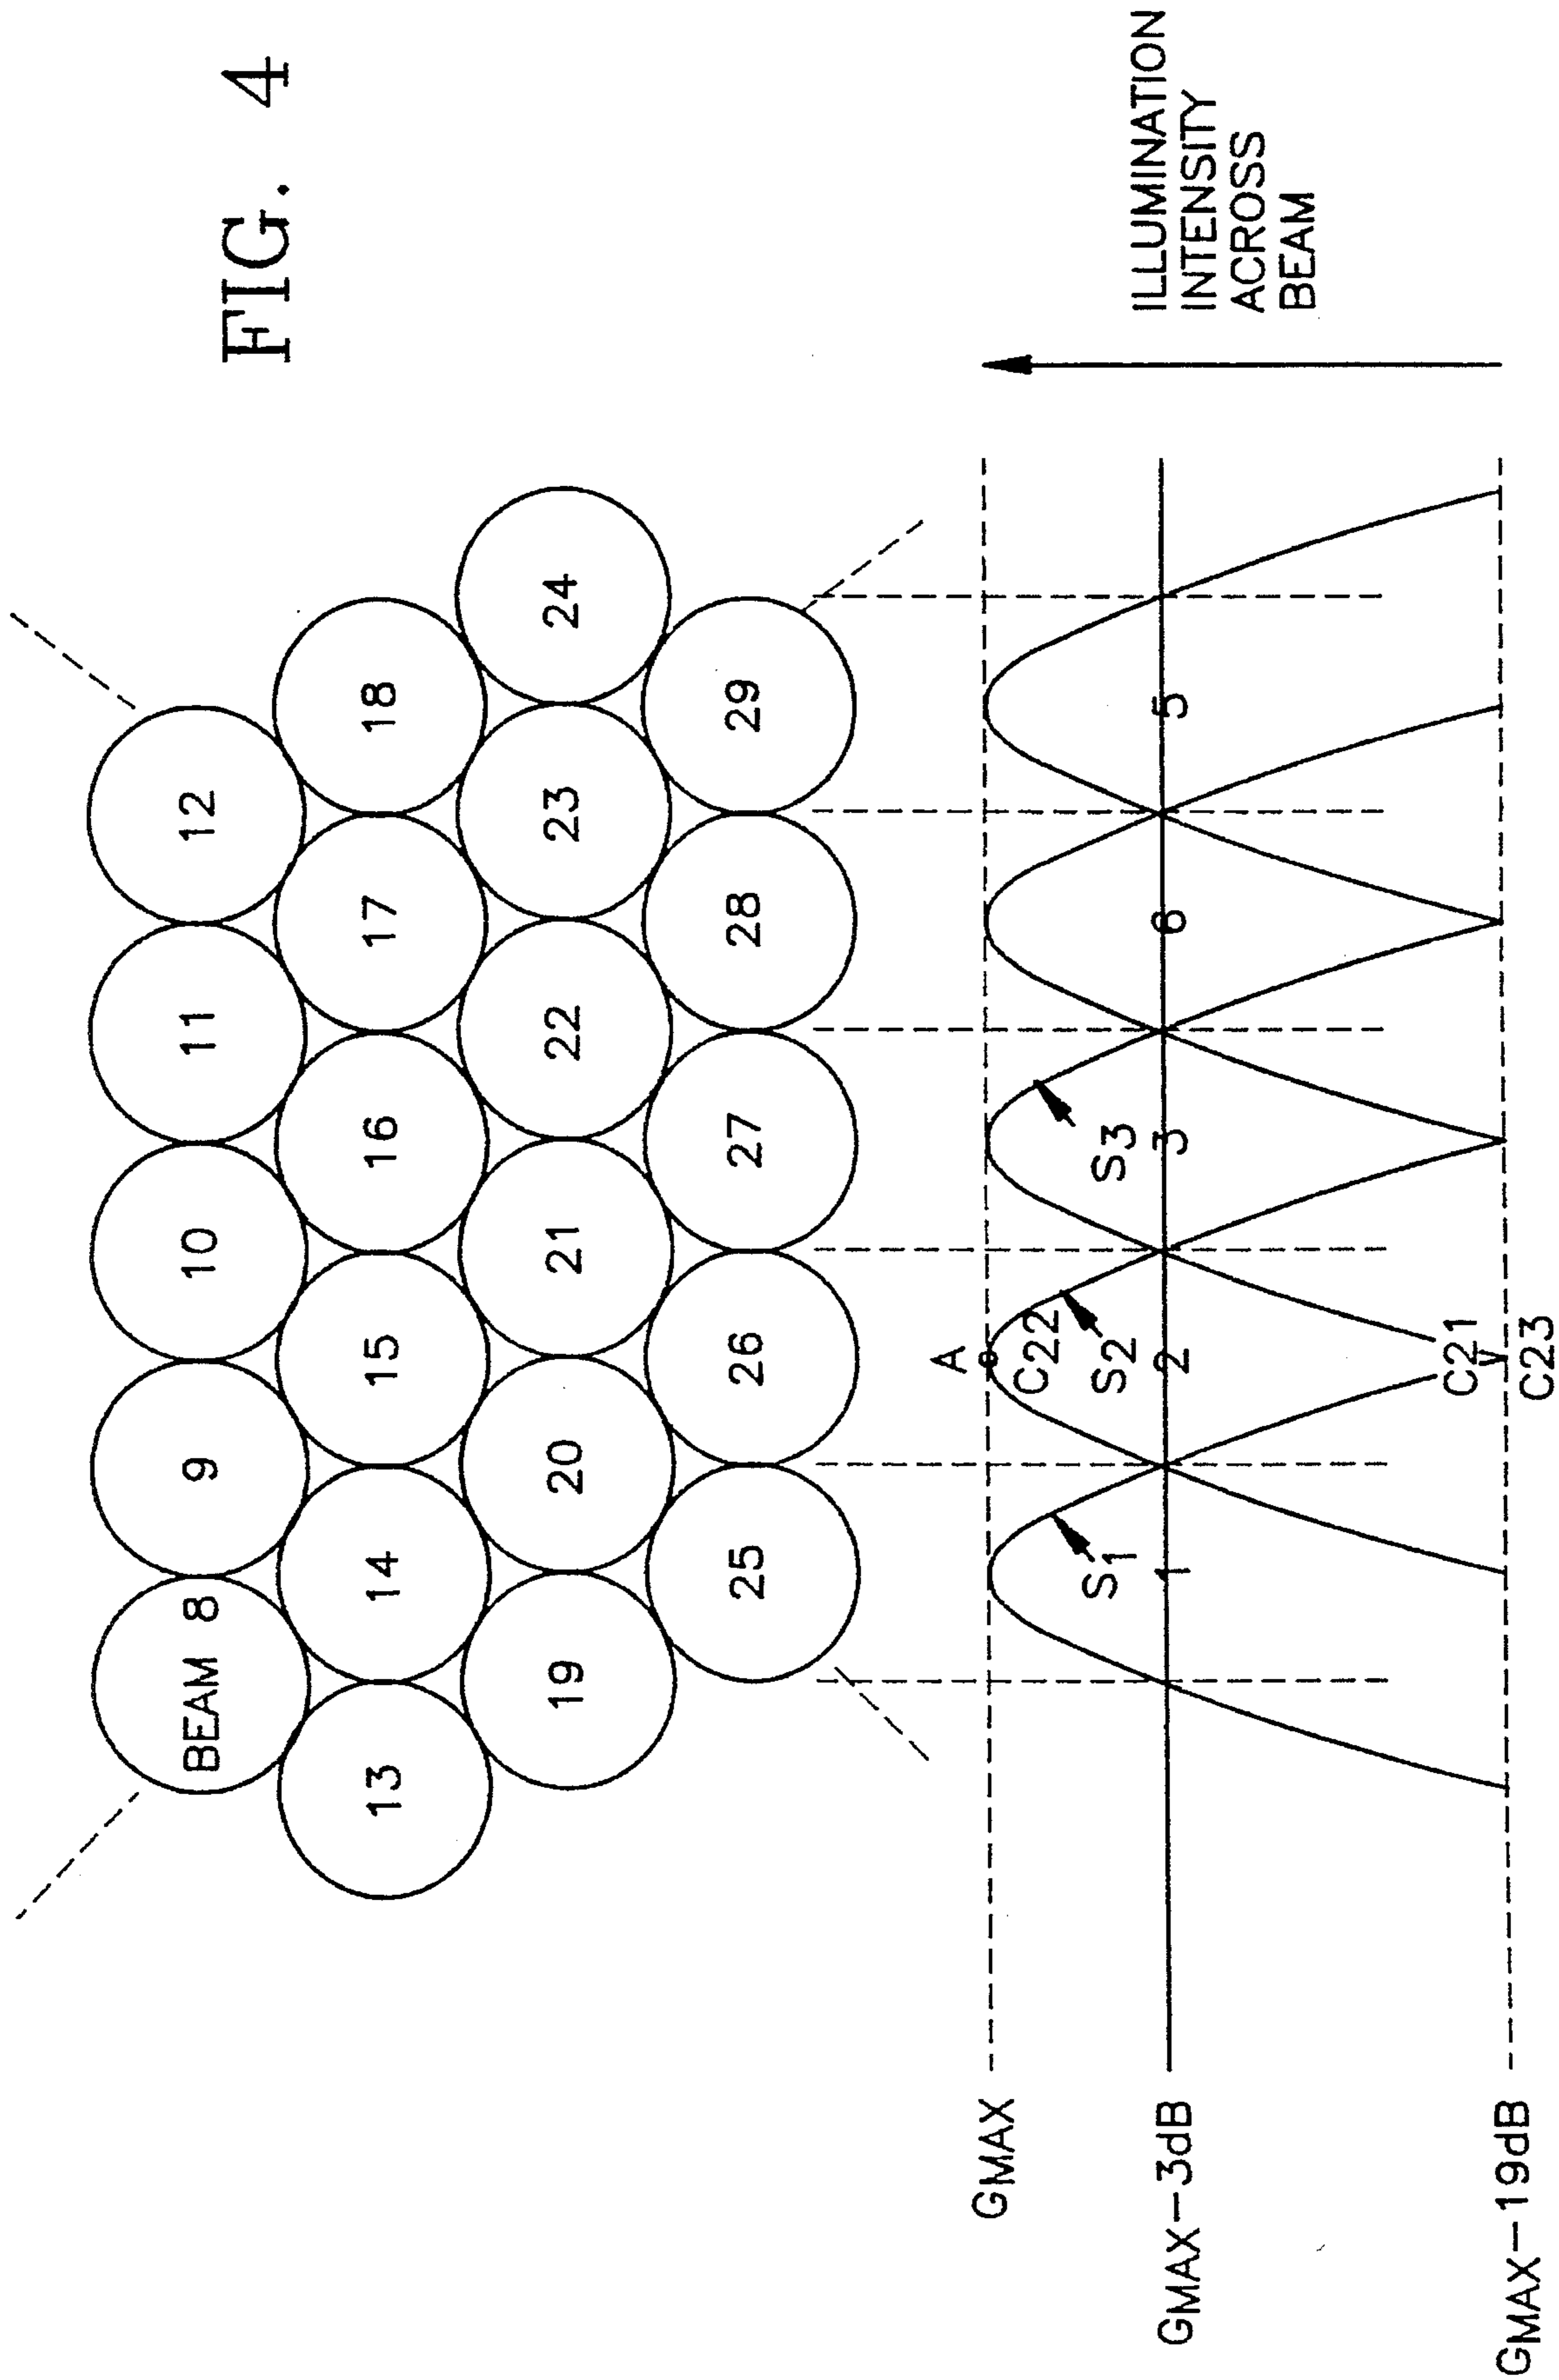 FIG. 4
BEAM 8
9
10
11
12
13
14
15
16
17
18
19
20
21
22
23
24
25
26
27
28
29
A
GMAX
C22
S1
S2
S3
GMAX-3dB
1
2
3
6
5
C21
GMAX-19dB
C23
ILLUMINATION
INTENSITY
ACROSS
BEAM